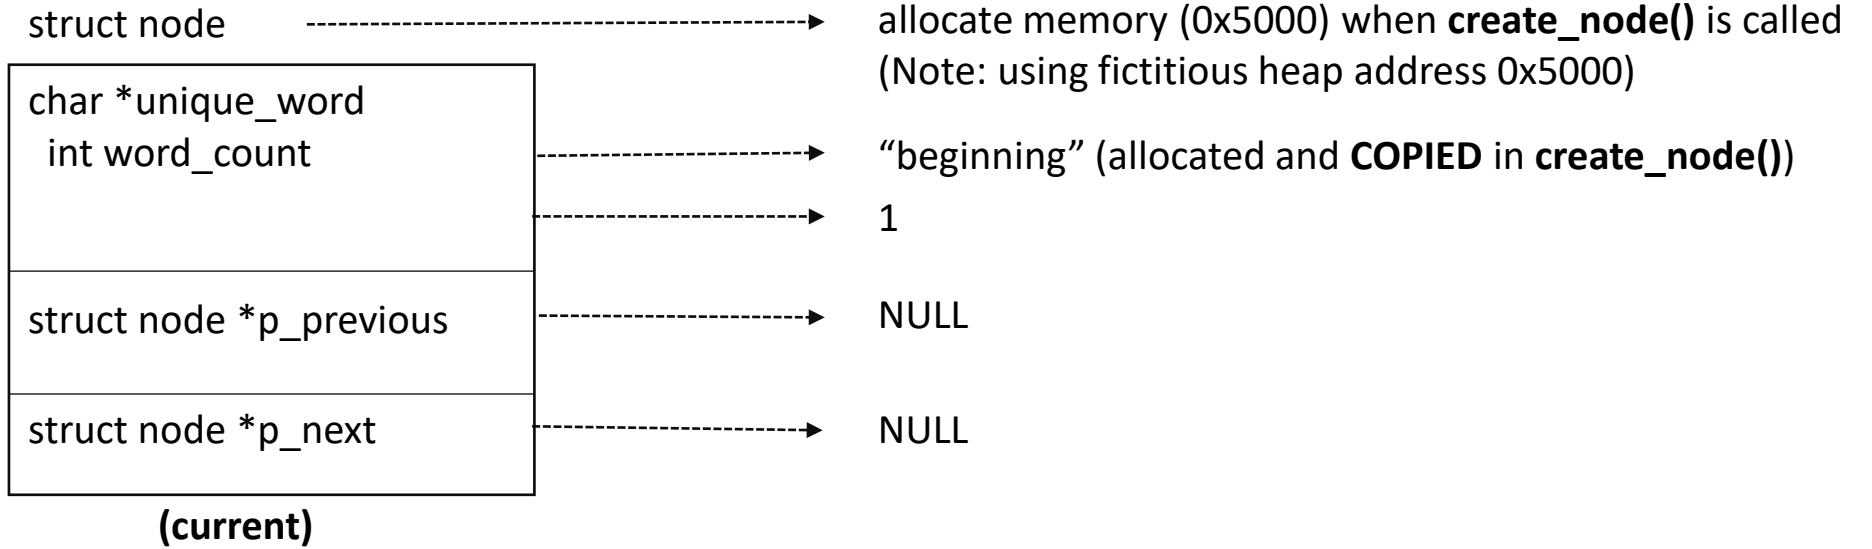 struct node
allocate memory (0x5000) when create_node() is called
(Note: using fictitious heap address 0x5000)
char *unique_word
int word_count
“beginning” (allocated and COPIED in create_node())
1
struct node *p_previous
NULL
struct node *p_next
NULL
(current)